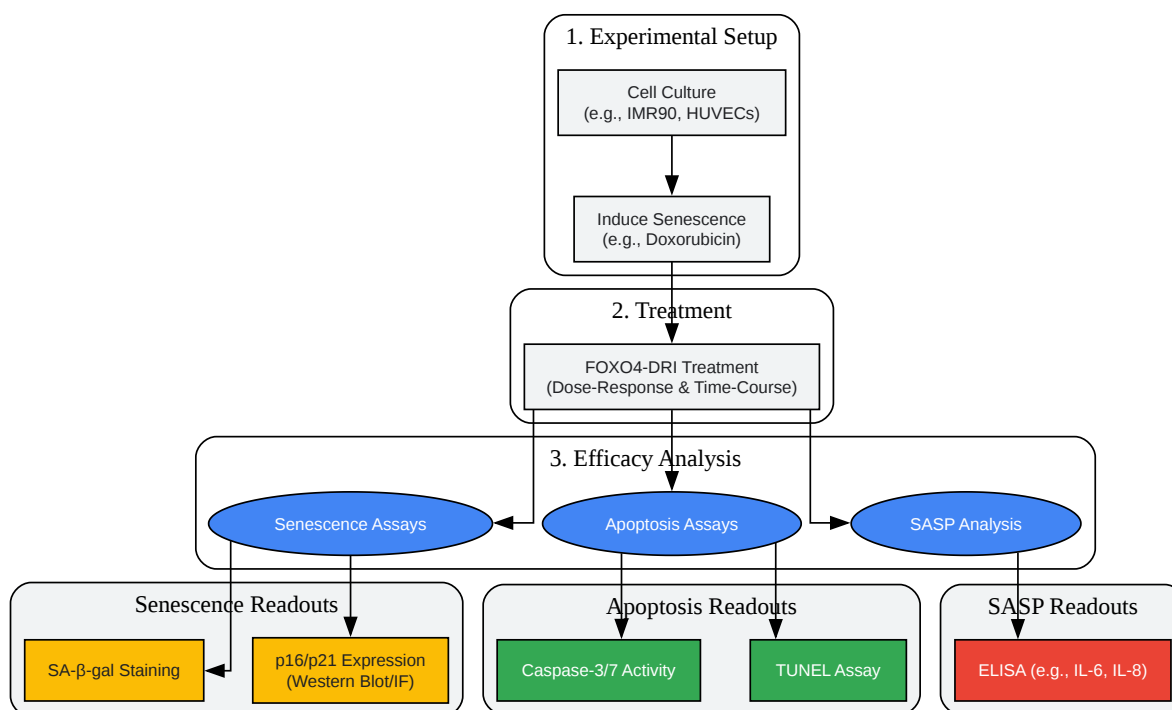 1. Experimental Setup
Cell Culture
(e.g., IMR90, HUVECs)
Induce Senescence
(e.g., Doxorubicin)
2. Treatment
FOXO4-DRI Treatment
(Dose-Response & Time-Course)
3. Efficacy Analysis
Senescence Assays
Apoptosis Assays
SASP Analysis
Senescence Readouts
Apoptosis Readouts
SASP Readouts
SA-β-gal Staining
p16/p21 Expression
(Western Blot/IF)
Caspase-3/7 Activity
TUNEL Assay
ELISA (e.g., IL-6, IL-8)